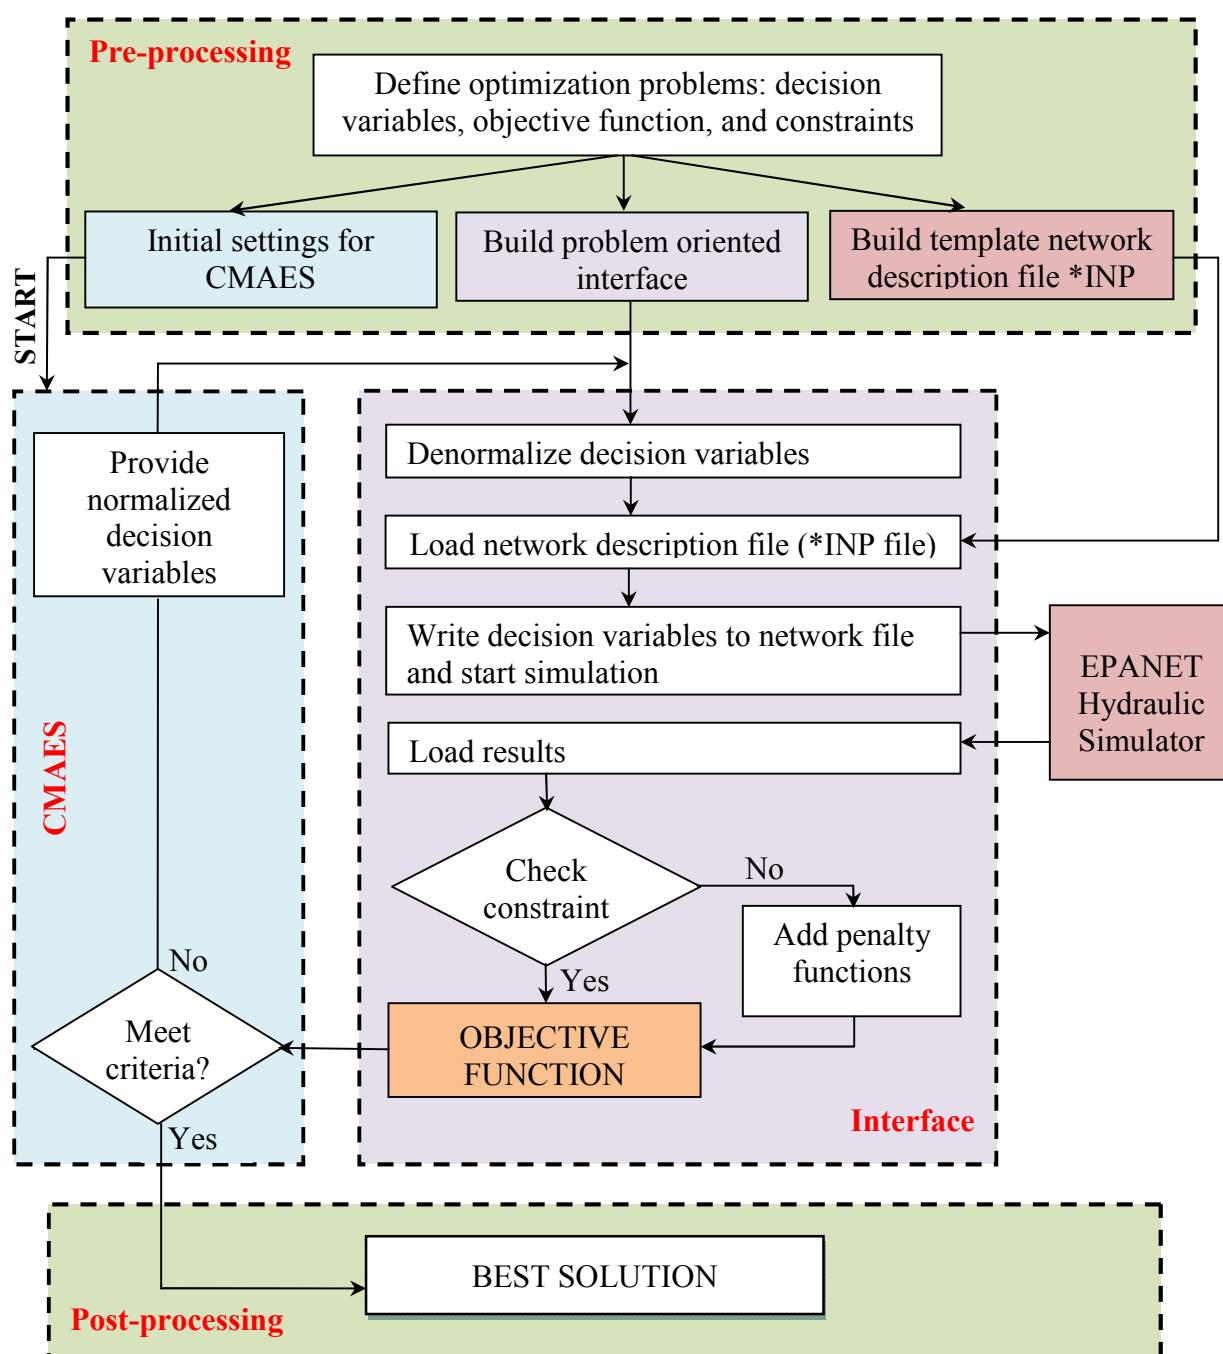 Pre-processing
Define optimization problems: decision
variables, objective function, and constraints
Initial settings for
CMAES
Build problem oriented
interface
Build template network
description file *INP
START
Provide
normalized
decision
variables
Denormalize decision variables
Load network description file (*INP file)
Write decision variables to network file
and start simulation
EPANET
Hydraulic
Simulator
Load results
CMAES
Check
constraint
No
Add penalty
functions
Yes
No
Meet
criteria?
OBJECTIVE
FUNCTION
Interface
Yes
BEST SOLUTION
Post-processing